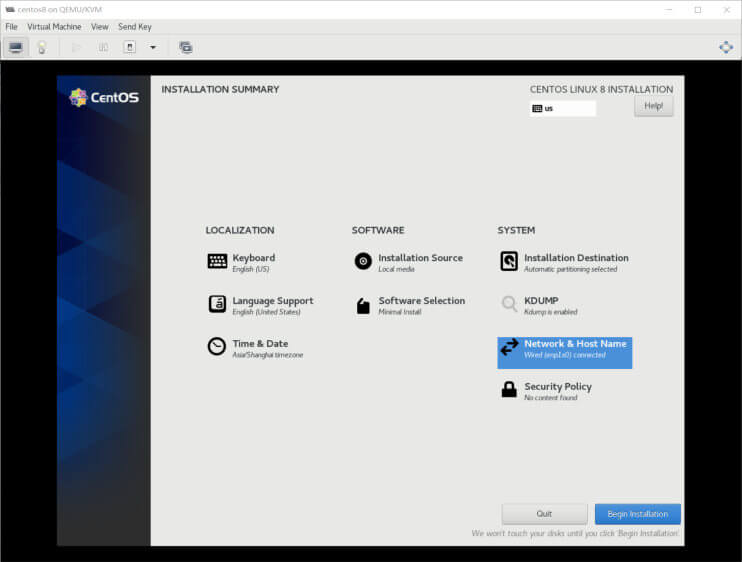 centos8 on QEMU/KVM
File Virtual Machine View Send Key
CentOS
INSTALLATION SUMMARY
CENTOS LINUX 8 INSTALLATION
us
Help!
LOCALIZATION
Keyboard
English (US)
Language Support
English (United States)
Time & Date
Asia/Shanghai timezone
SOFTWARE
Installation Source
Local media
Software Selection
Minimal Install
SYSTEM
Installation Destination
Automatic partitioning selected
KDUMP
Kdump is enabled
Network & Host Name
Wired (enp1s0) connected
Security Policy
No content found
Quit
Begin Installation
We won't touch your disks until you click 'Begin Installation'.